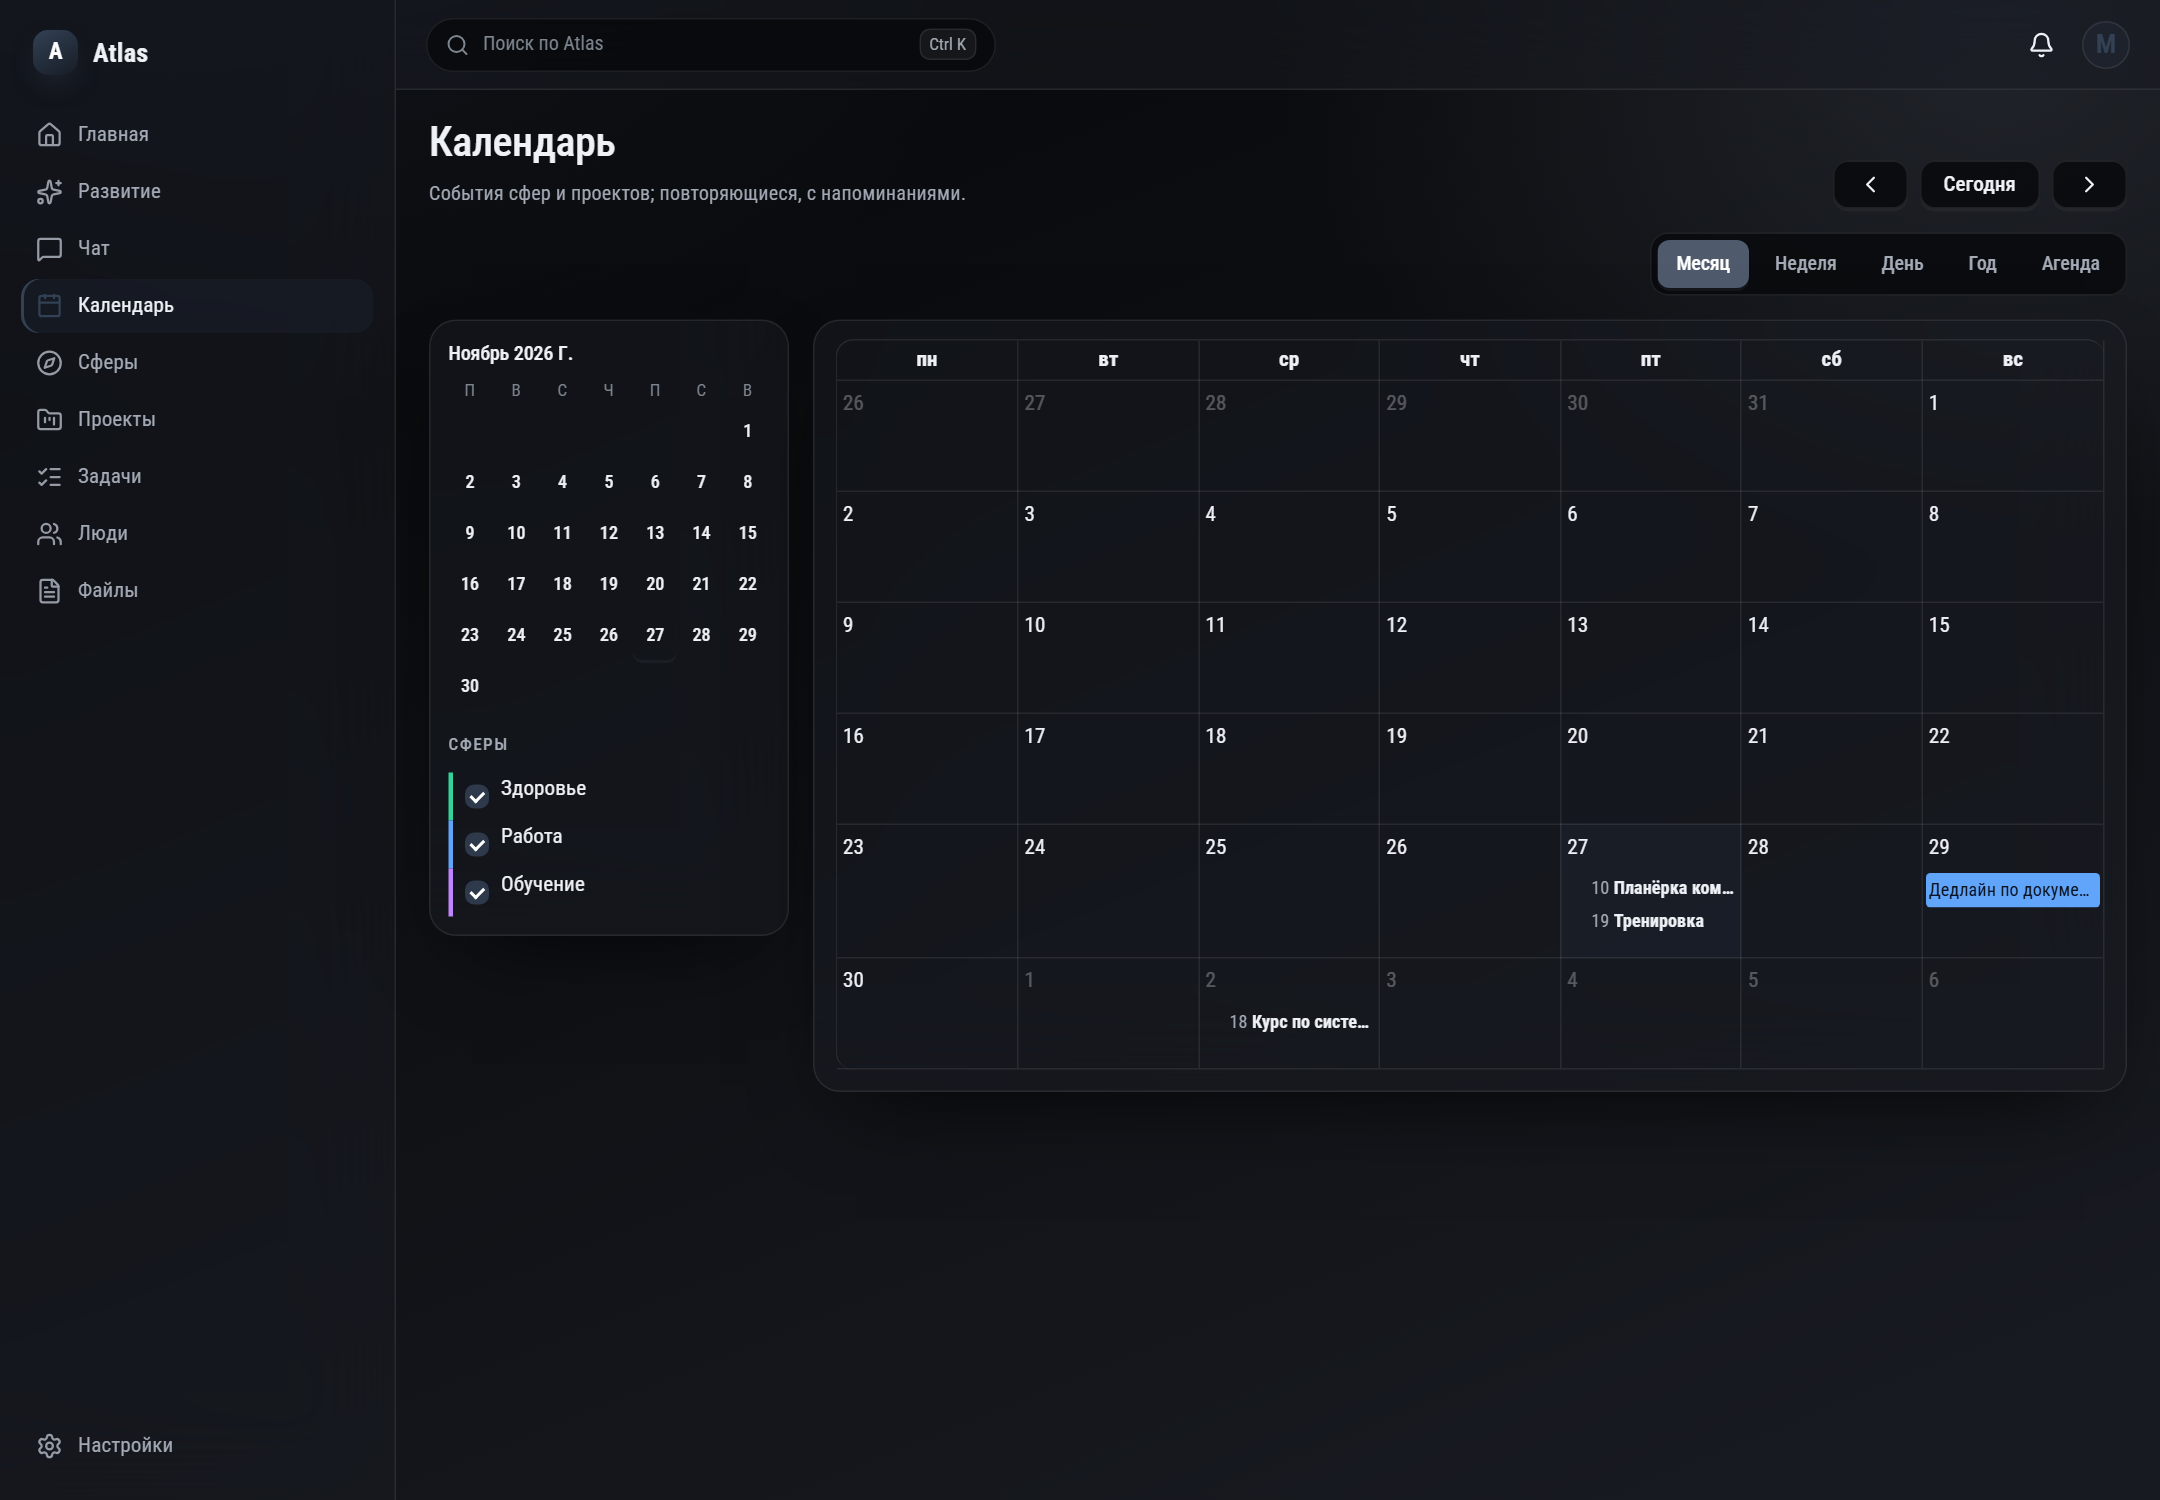 A Atlas
Поиск по Atlas Ctrl K
M
Главная
Развитие
Чат
Календарь
Сферы
Проекты
Задачи
Люди
Файлы
Настройки
Календарь
События сфер и проектов; повторяющиеся, с напоминаниями.
Сегодня
Месяц Неделя День Год Агенда
Ноябрь 2026 Г.
П В С Ч П С В
1
2 3 4 5 6 7 8
9 10 11 12 13 14 15
16 17 18 19 20 21 22
23 24 25 26 27 28 29
30
СФЕРЫ
Здоровье
Работа
Обучение
пн вт ср чт пт сб вс
26 27 28 29 30 31 1
2 3 4 5 6 7 8
9 10 11 12 13 14 15
16 17 18 19 20 21 22
23 24 25 26 27 28 29
10 Планёрка ком... Дедлайн по докуме...
19 Тренировка
30 1 2 3 4 5 6
18 Курс по систе...